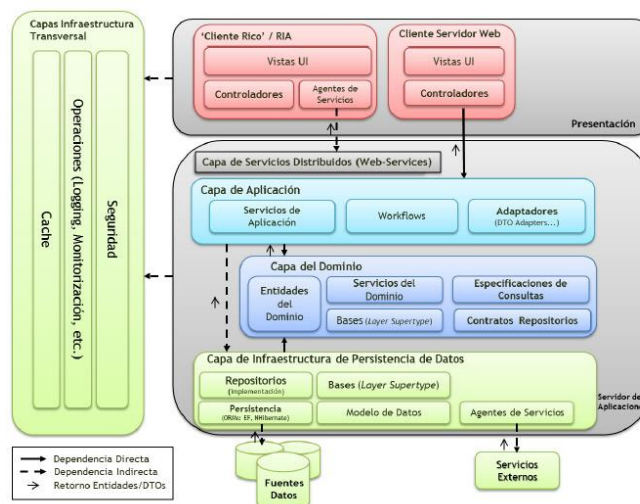 Capas Infraestructura
Transversal
Cache
Operaciones (Logging, Monitorización, etc.)
Seguridad
'Cliente Rico' / RIA
Vistas UI
Controladores
Agentes de
Servicios
Cliente Servidor Web
Vistas UI
Controladores
Presentación
Capa de Servicios Distribuidos (Web-Services)
Capa de Aplicación
Servicios de
Aplicación
Workflows
Adaptadores
(DTO Adapters...)
Capa del Dominio
Entidades
del
Dominio
Servicios del
Dominio
Especificaciones de
Consultas
Bases (Layer Supertype)
Contratos Repositorios
Capa de Infraestructura de Persistencia de Datos
Repositorios
(Implementación)
Bases (Layer Supertype)
Persistencia
(ORMs: EF, NHibernate)
Modelo de Datos
Agentes de Servicios
Servidor de
Aplicacione
Fuentes
Datos
Servicios
Externos
Dependencia Directa
Dependencia Indirecta
Retorno Entidades/DTOs